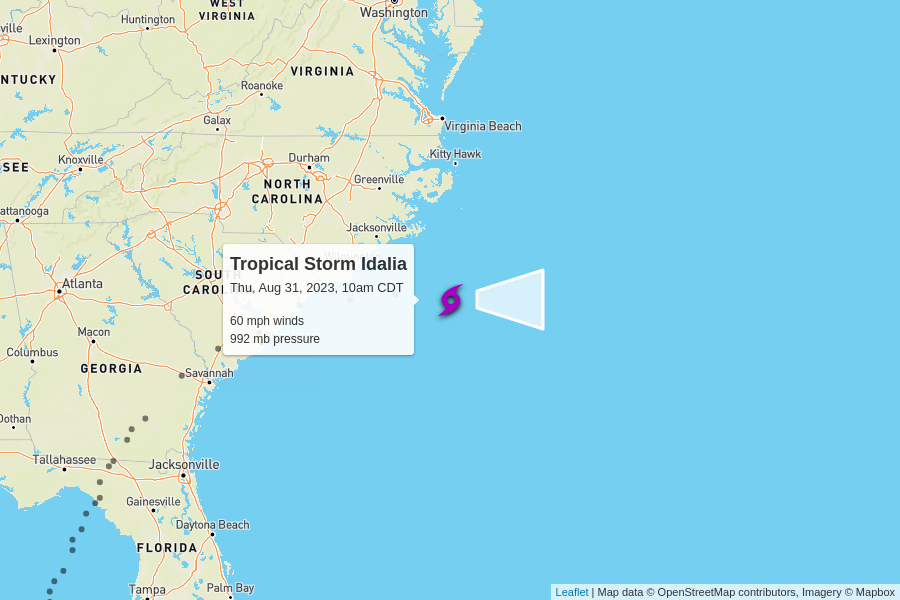 WEST
VIRGINIA
Washington
Huntington
ville
Lexington
VIRGINIA
NTUCKY
Roanoke
Galax
Virginia Beach
Knoxville
Durham
Kitty Hawk
SEE
Greenville
NORTH
CAROLINA
attanooga
Jacksonville
Tropical Storm Idalia
Thu, Aug 31, 2023, 10am CDT
60 mph winds
992 mb pressure
SOUTH
CAROL
Atlanta
Macon
Columbus
GEORGIA
Savannah
Dothan
Tallahassee
Jacksonville
Gainesville
Daytona Beach
FLORIDA
Tampa
Palm Bay
Leaflet | Map data © OpenStreetMap contributors, Imagery © Mapbox